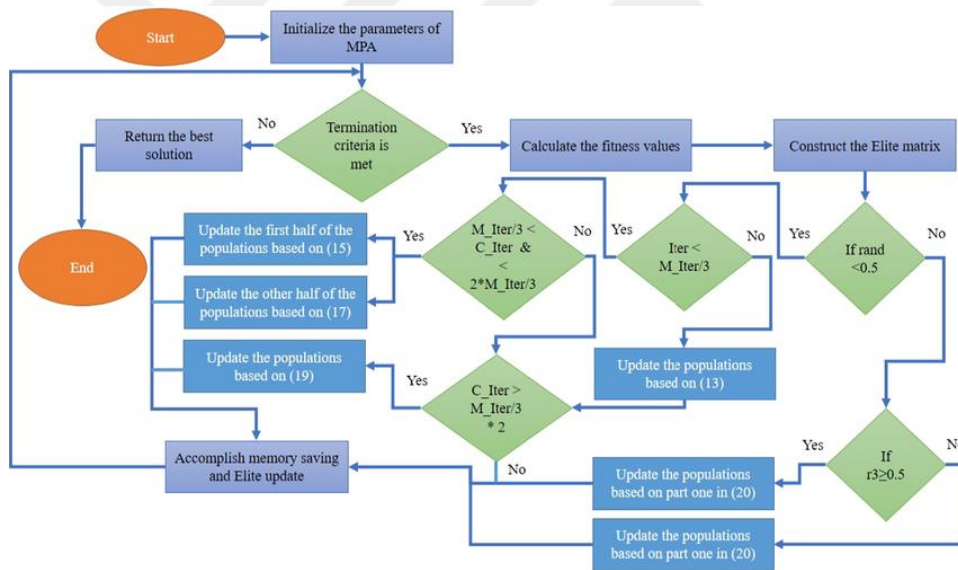 Start
Initialize the parameters of
MPA
Termination
criteria is
met
No
Yes
Return the best
solution
Calculate the fitness values
Construct the Elite matrix
End
Update the first half of the
populations based on (15)
Update the other half of the
populations based on (17)
Update the populations
based on (19)
Yes
M_Iter/3 <
C_Iter &
<
2*M_Iter/3
No
Yes
Iter <
M_Iter/3
No
Yes
If rand
<0.5
No
Yes
C_Iter >
M_Iter/3
* 2
No
Update the populations
based on (13)
Yes
If
r3≥0.5
No
Accomplish memory saving
and Elite update
Update the populations
based on part one in (20)
Update the populations
based on part one in (20)